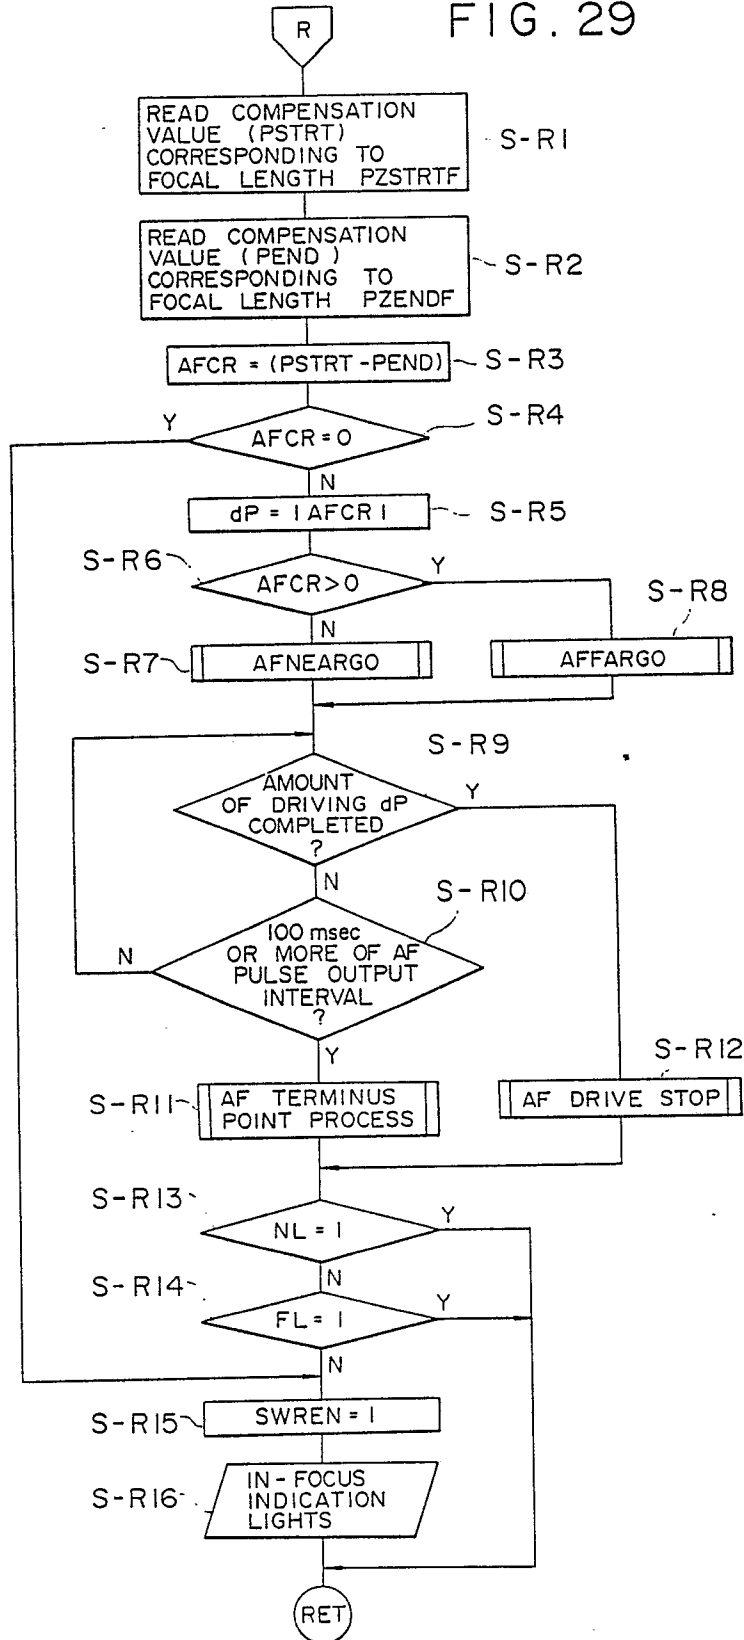 FIG. 29
R
READ COMPENSATION
VALUE (PSTRT)
CORRESPONDING TO
FOCAL LENGTH PZSTRTF
S-R1
READ COMPENSATION
VALUE (PEND)
CORRESPONDING TO
FOCAL LENGTH PZENDF
S-R2
AFCR = (PSTRT-PEND)
S-R3
S-R4
Y
AFCR = 0
N
dP = |AFCR|
S-R5
S-R6
Y
AFCR > 0
S-R8
N
S-R7
AFNEARGO
AFFARGO
S-R9
AMOUNT
OF DRIVING dP
COMPLETED
?
Y
N
S-R10
100 msec
OR MORE OF AF
PULSE OUTPUT
INTERVAL
?
N
Y
S-R12
S-R11
AF TERMINUS
POINT PROCESS
AF DRIVE STOP
S-R13
Y
NL = 1
N
S-R14
Y
FL = 1
N
S-R15
SWREN = 1
S-R16
IN-FOCUS
INDICATION
LIGHTS
RET